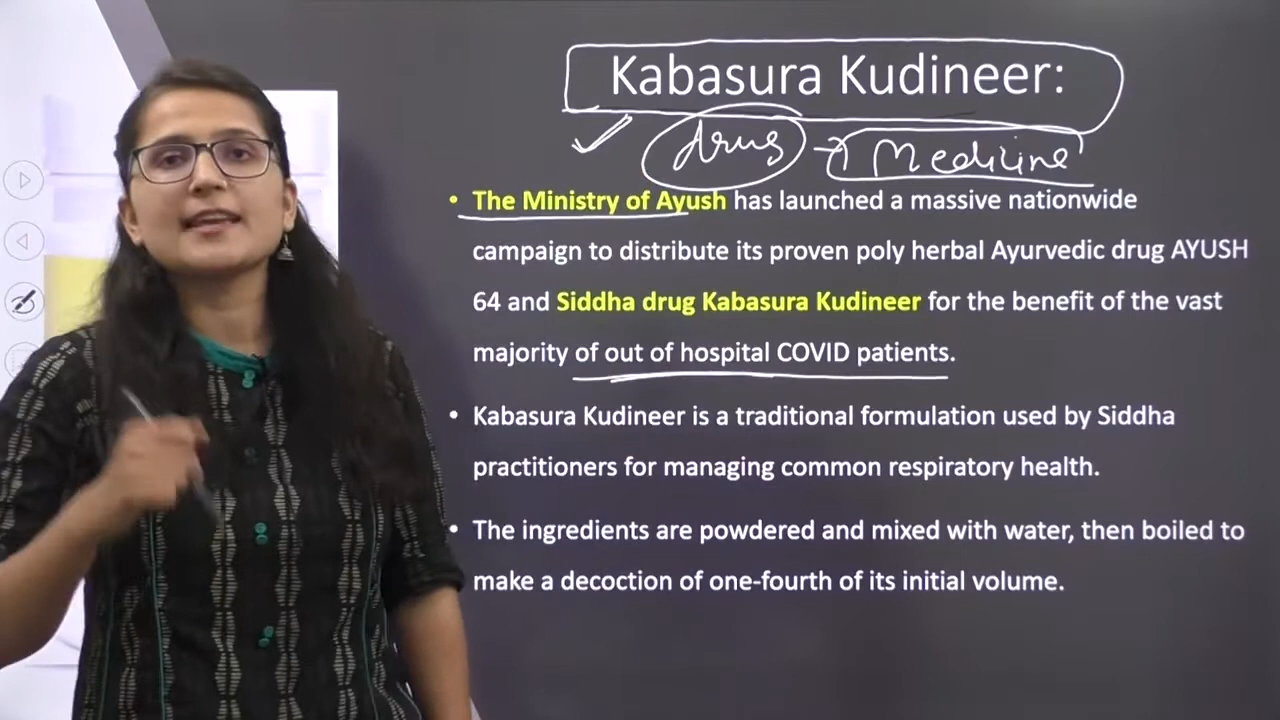 Kabasura Kudineer:
drug → Medicine
• The Ministry of Ayush has launched a massive nationwide
campaign to distribute its proven poly herbal Ayurvedic drug AYUSH
64 and Siddha drug Kabasura Kudineer for the benefit of the vast
majority of out of hospital COVID patients.
• Kabasura Kudineer is a traditional formulation used by Siddha
practitioners for managing common respiratory health.
• The ingredients are powdered and mixed with water, then boiled to
make a decoction of one-fourth of its initial volume.